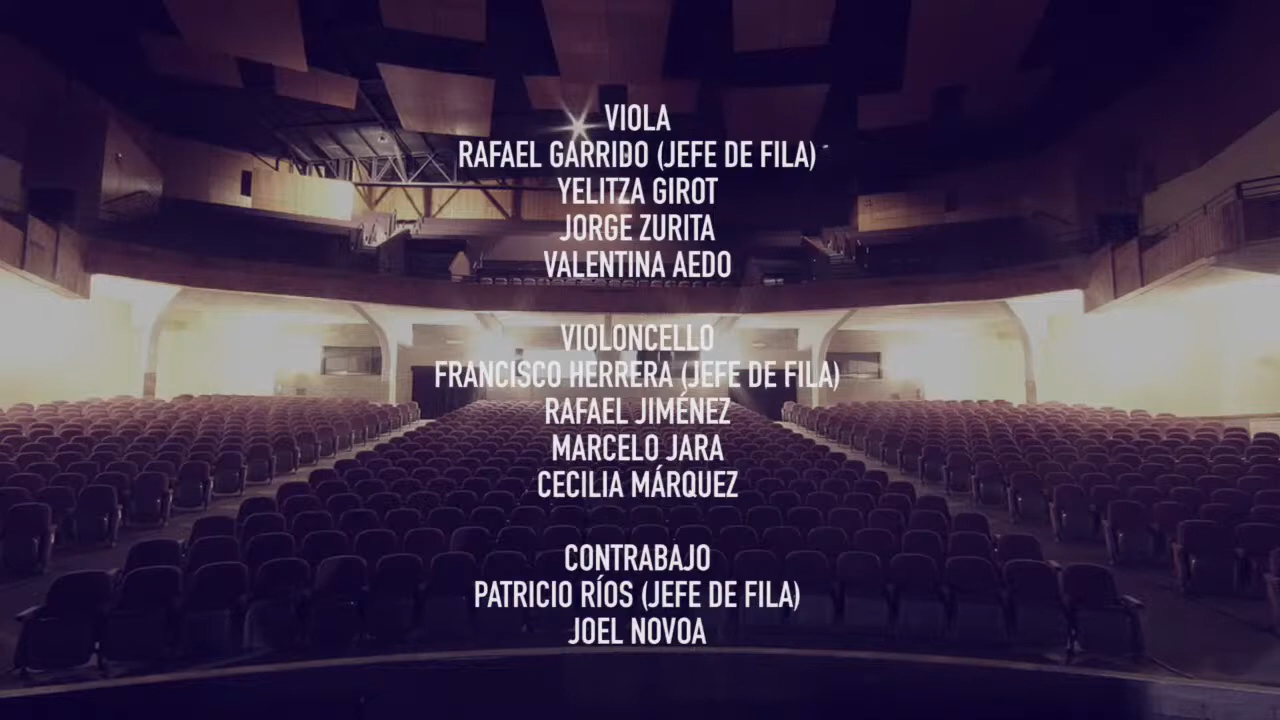 VIOLA
RAFAEL GARRIDO (JEFE DE FILA)
YELITZA GIROT
JORGE ZURITA
VALENTINA AEDO
VIOLONCELLO
FRANCISCO HERRERA (JEFE DE FILA)
RAFAEL JIMÉNEZ
MARCELO JARA
CECILIA MÁRQUEZ
CONTRABAJO
PATRICIO RÍOS (JEFE DE FILA)
JOEL NOVOA